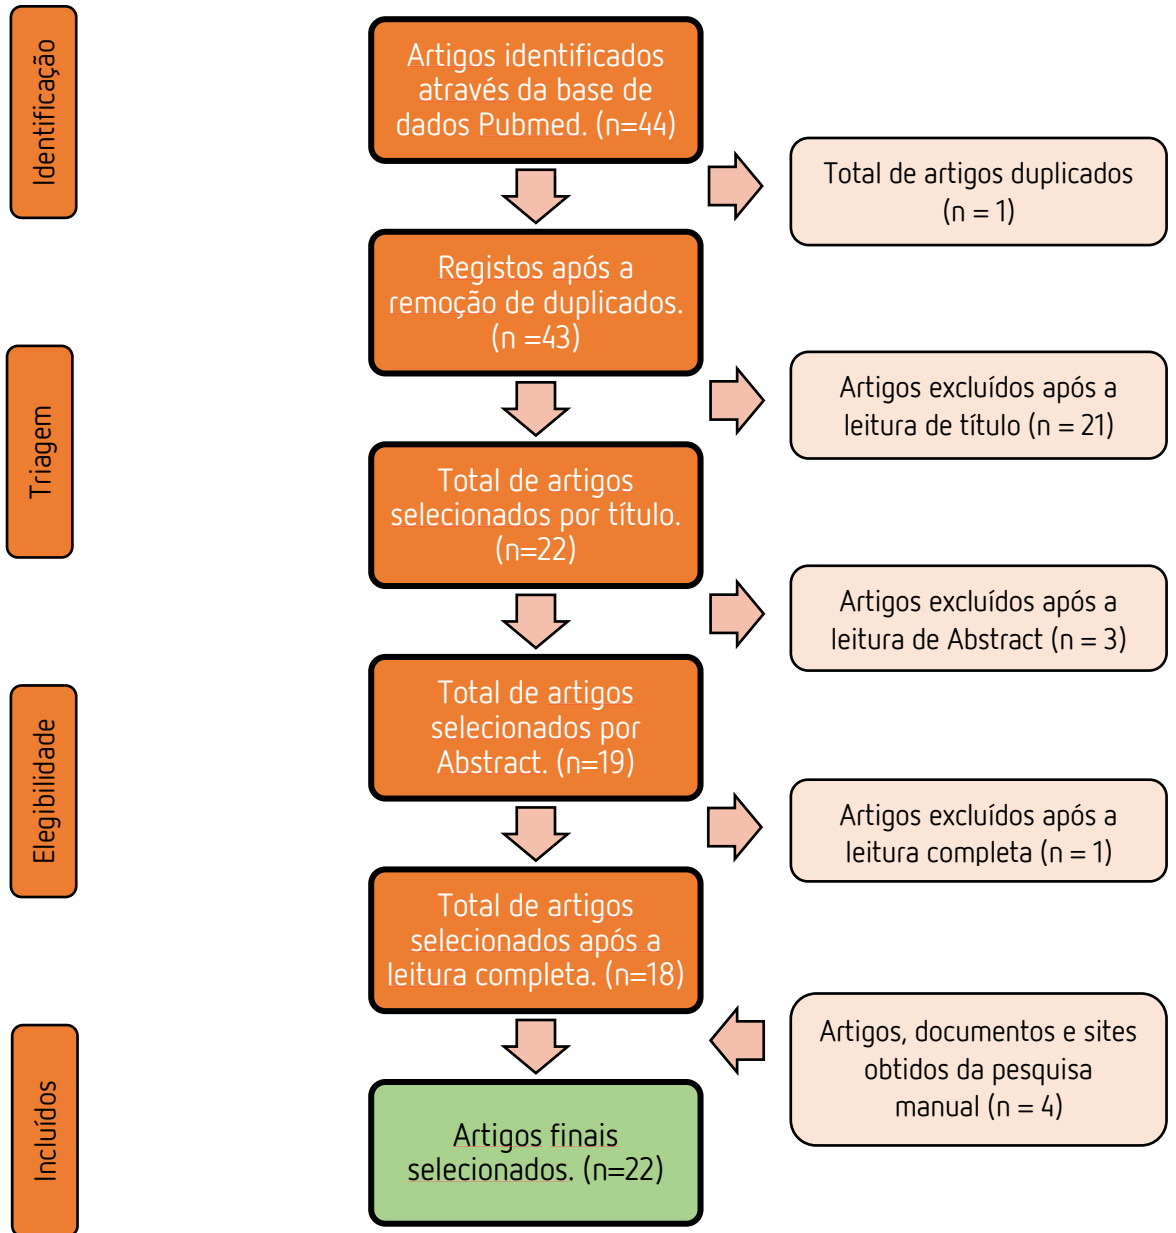 Identificação
Artigos identificados
através da base de
dados Pubmed. (n=44)
Total de artigos duplicados
(n = 1)
Registos após a
remoção de duplicados.
(n =43)
Triagem
Artigos excluídos após a
leitura de título (n = 21)
Total de artigos
selecionados por título.
(n=22)
Artigos excluídos após a
leitura de Abstract (n = 3)
Elegibilidade
Total de artigos
selecionados por
Abstract. (n=19)
Artigos excluídos após a
leitura completa (n = 1)
Total de artigos
selecionados após a
leitura completa. (n=18)
Incluídos
Artigos, documentos e sites
obtidos da pesquisa
manual (n = 4)
Artigos finais
selecionados. (n=22)